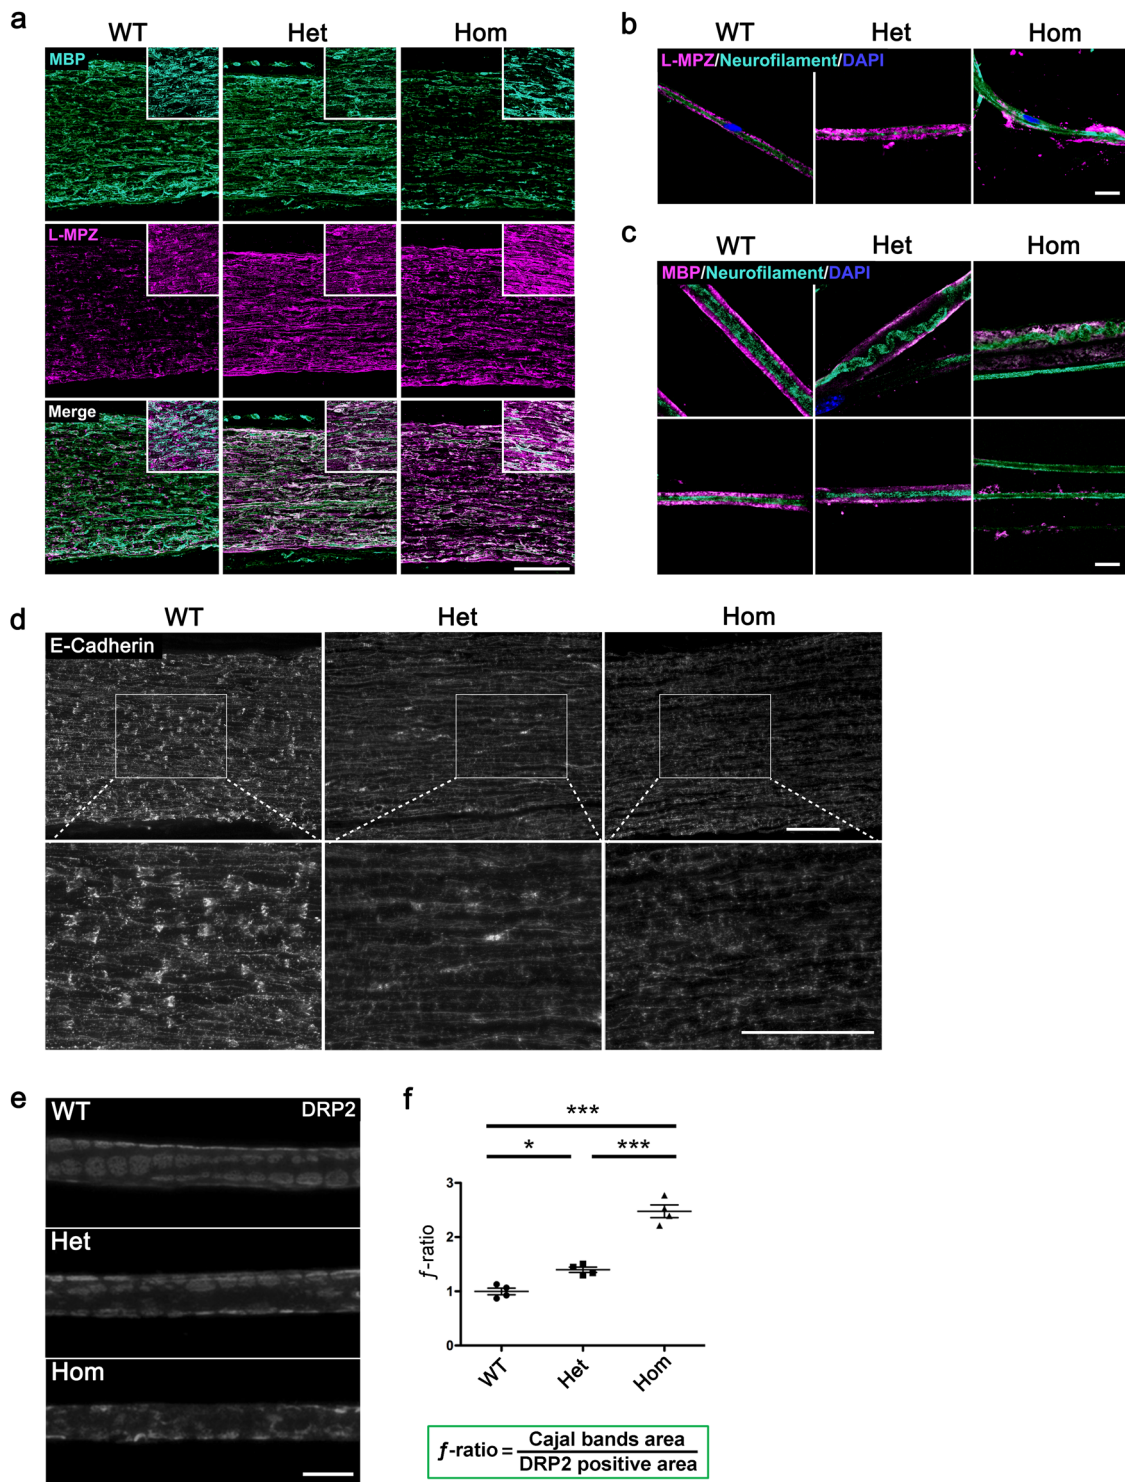 a
WT Het Hom
MBP
L-MPZ
Merge
b
WT Het Hom
L-MPZ/Neurofilament/DAPI
c
WT Het Hom
MBP/Neurofilament/DAPI
d
WT Het Hom
E-Cadherin
e
WT DRP2
Het
Hom
f
***
* ***
3
2
1
0
f-ratio
WT Het Hom
f-ratio = Cajal bands area
DRP2 positive area